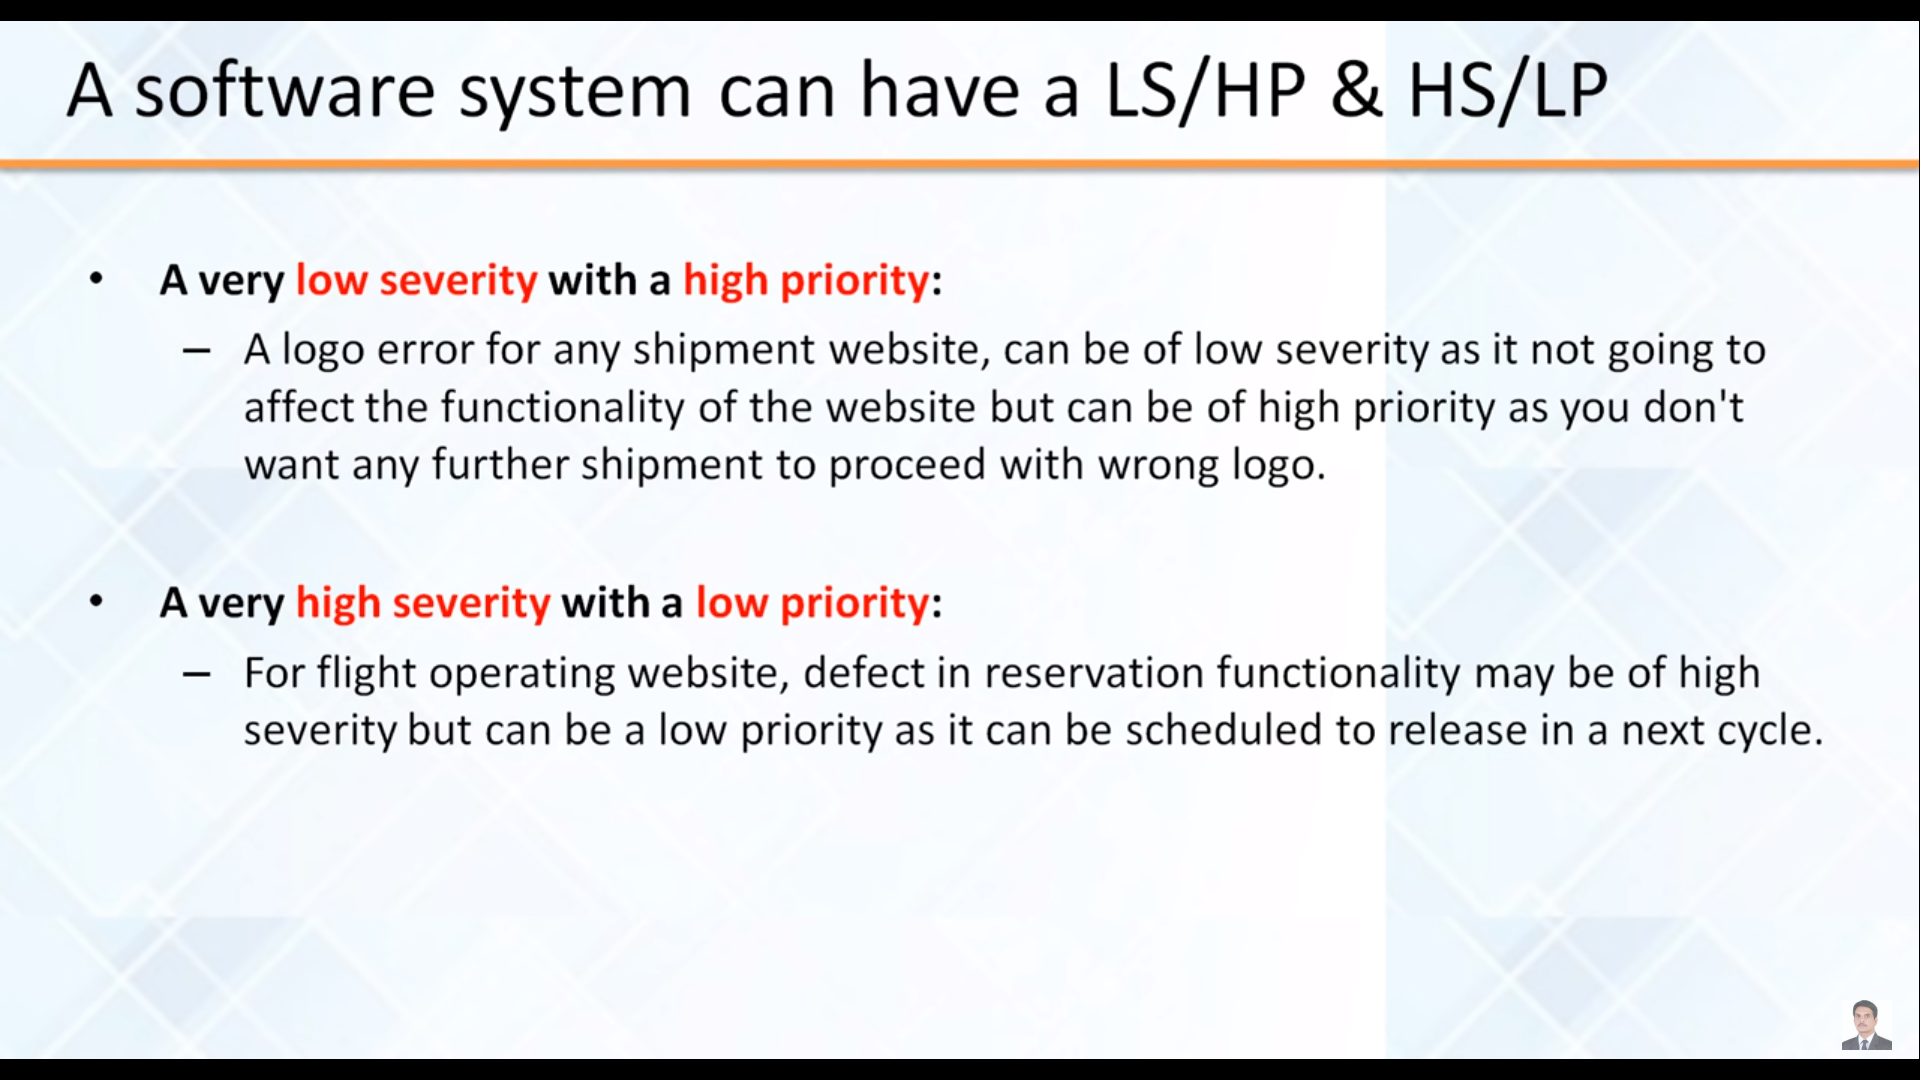 A software system can have a LS/HP & HS/LP
• A very low severity with a high priority:
– A logo error for any shipment website, can be of low severity as it not going to
affect the functionality of the website but can be of high priority as you don't
want any further shipment to proceed with wrong logo.
• A very high severity with a low priority:
– For flight operating website, defect in reservation functionality may be of high
severity but can be a low priority as it can be scheduled to release in a next cycle.